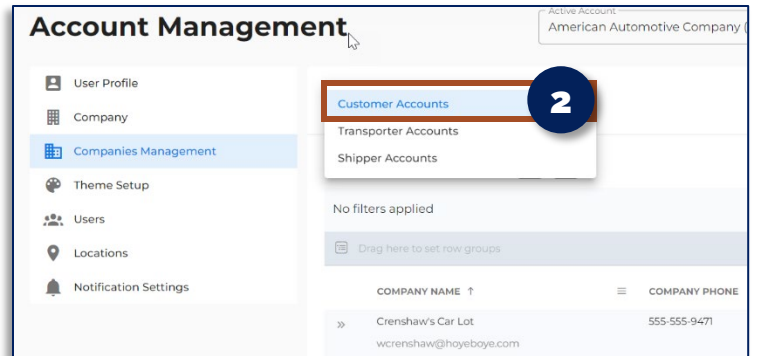 Account Management
Active Account
American Automotive Company (
User Profile
Company
Companies Management
Theme Setup
Users
Locations
Notification Settings
Customer Accounts
2
Transporter Accounts
Shipper Accounts
No filters applied
Drag here to set row groups
COMPANY NAME ↑ COMPANY PHONE
Crenshaw's Car Lot 555-555-9471
wcrenshaw@hoyeboye.com